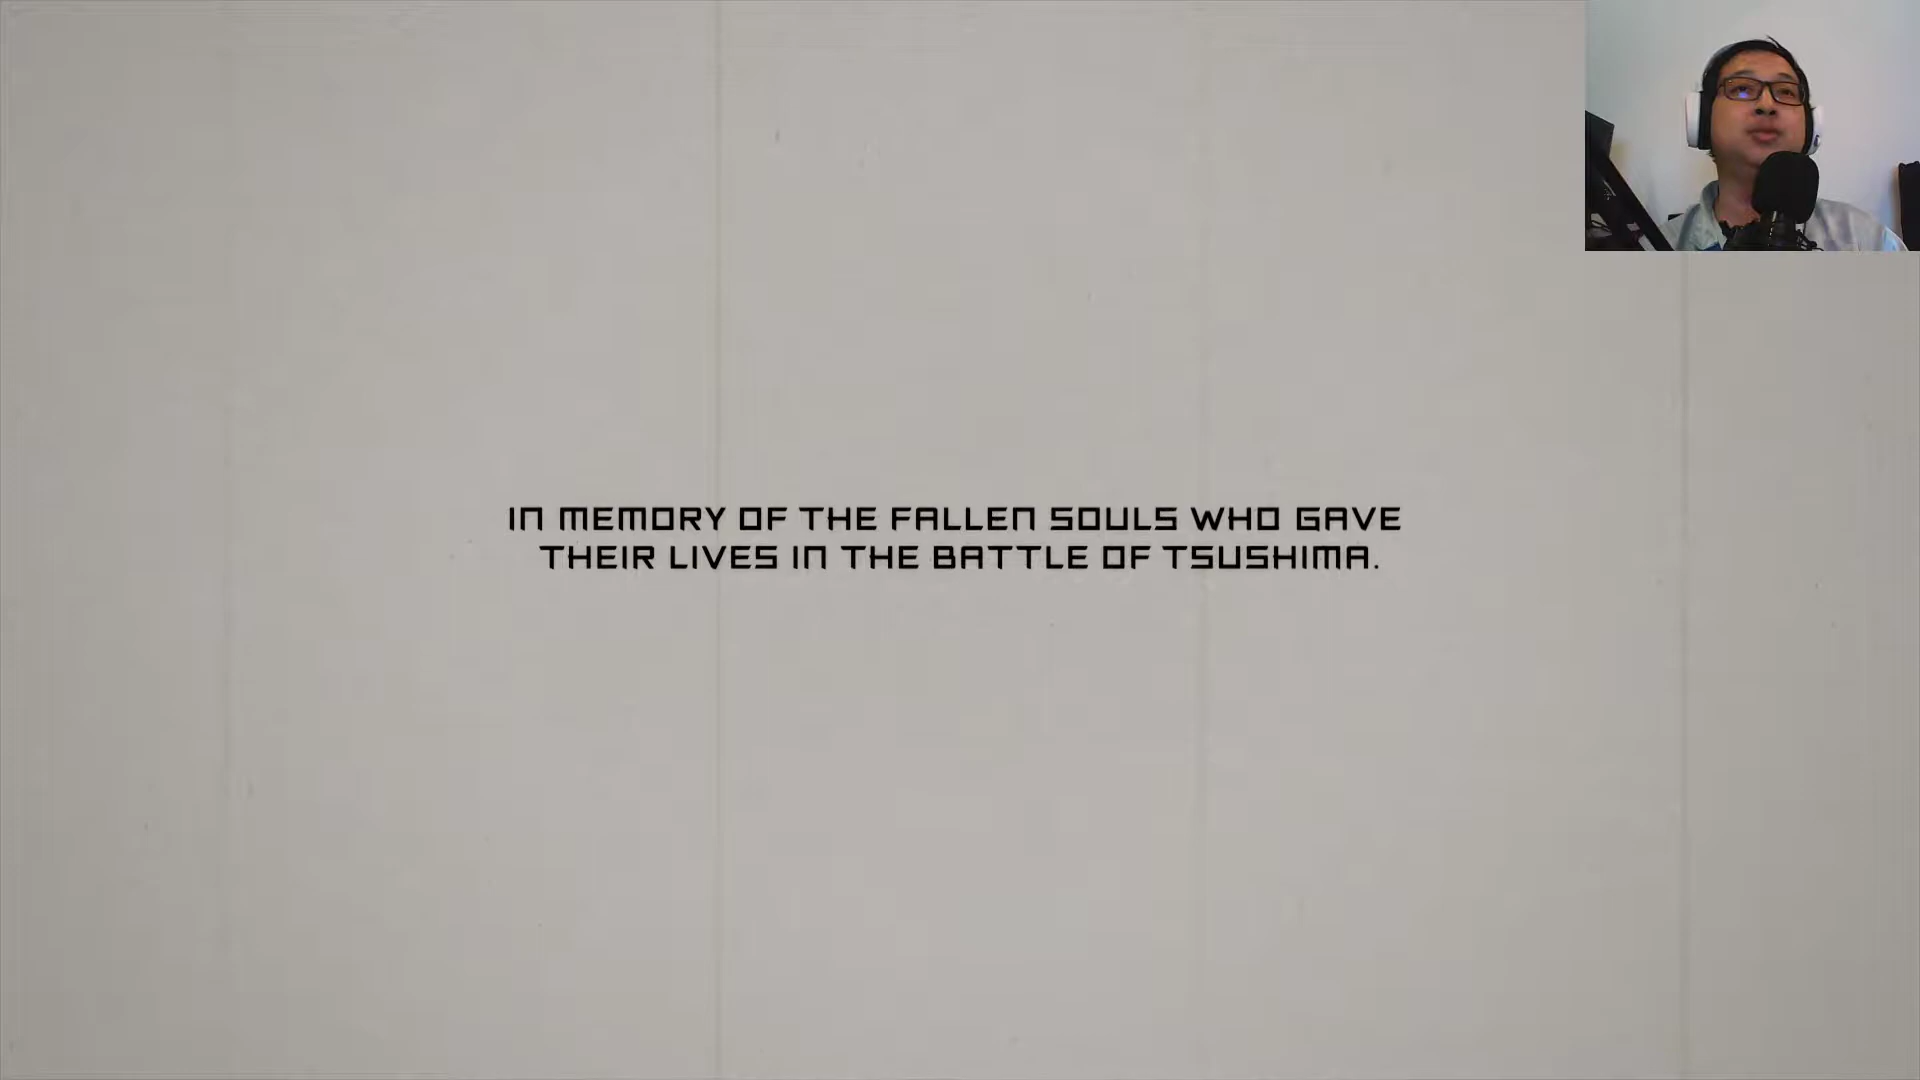 IN MEMORY OF THE FALLEN SOULS WHO GAVE
THEIR LIVES IN THE BATTLE OF TSUSHIMA.